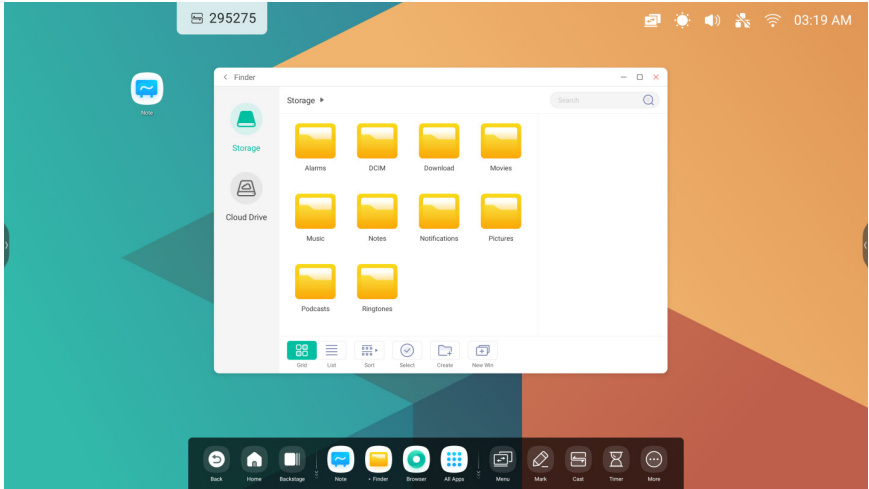 295275
03:19 AM
Note
Finder
Storage
Search
Storage
Cloud Drive
Alarms
DCIM
Download
Movies
Music
Notes
Notifications
Pictures
Podcasts
Ringtones
Grid
List
Sort
Select
Create
New Win
Back
Home
Backstage
Note
• Finder
Browser
All Apps
Menu
Mark
Cast
Timer
More